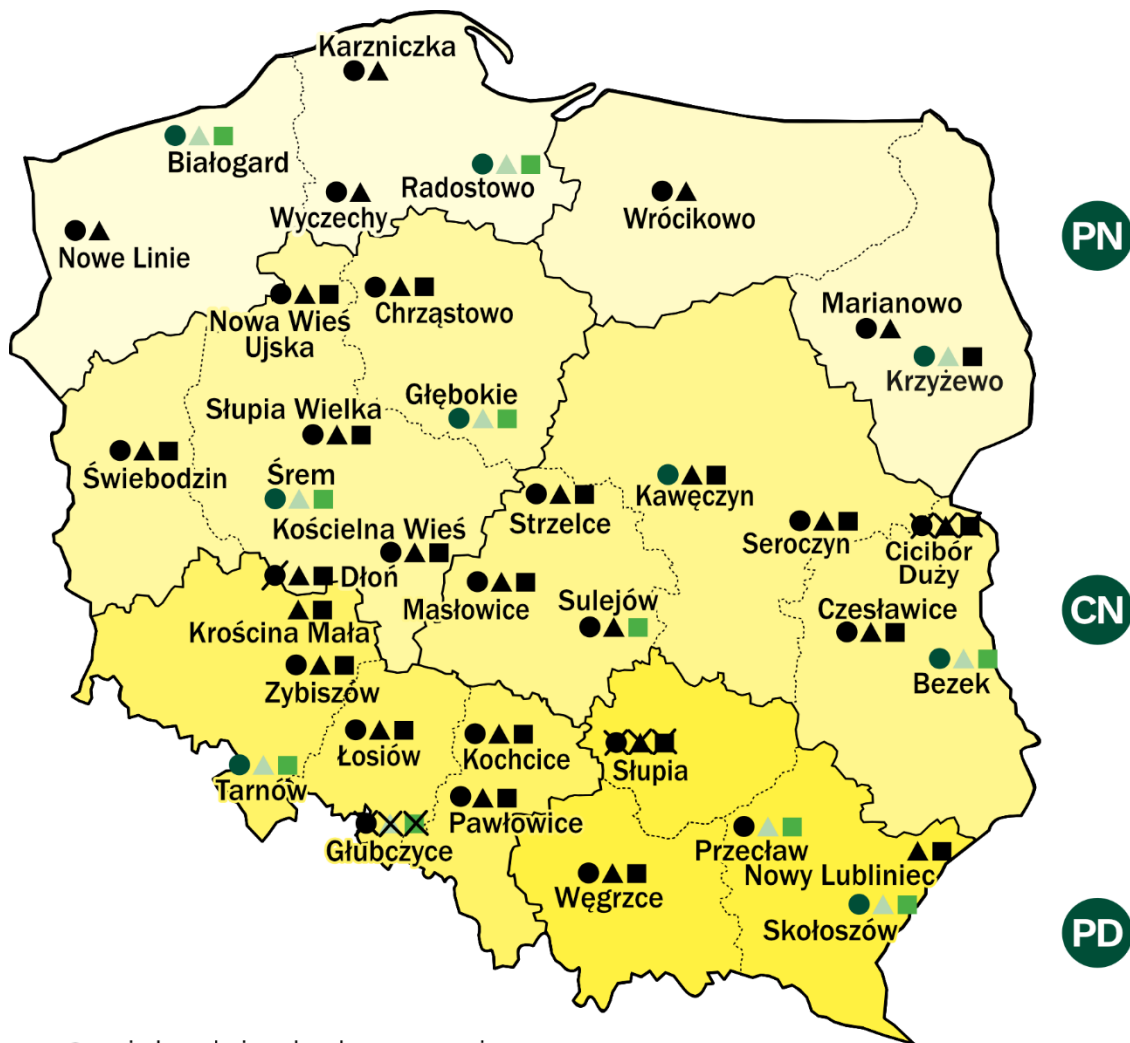 Karzniczka
Białogard
Radostowo
Wyczechy
Wrócikowo
Nowe Linie
PN
Marianowo
Nowa Wieś
Ujska
Chrząstowo
Krzyżewo
Głębokie
Słupia Wielka
Świebodzin
Śrem
Kawęczyn
Strzelce
Kościelna Wieś
Seroczyn
Cicibór
Duży
Dłoń
Mąsłowice
Sulejów
Czesławice
CN
Krościna Mała
Zybiszów
Bezek
Łosiów
Kochcice
Słupia
Tarnów
Pawłowice
Głubczyce
Przecław
Nowy Lubliniec
Węgrzce
Skołoszów
PD